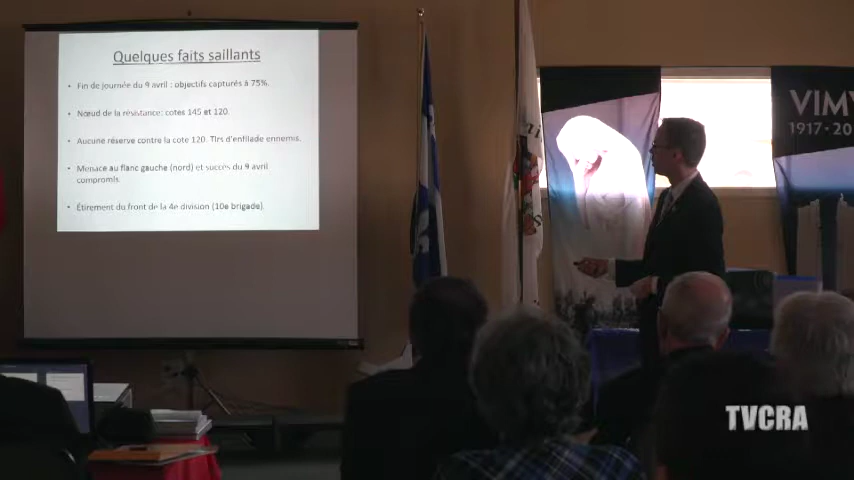 Quelques faits saillants
• Fin de journée du 9 avril : objectifs capturés à 75%.
• Nœud de la résistance: cotes 145 et 120.
• Aucune réserve contre la cote 120. Tirs d'enfilade ennemis.
• Menace au flanc gauche (nord) et succès du 9 avril
compromis.
• Étirement du front de la 4e division (10e brigade).
VIMY
1917 • 20
TVCRA